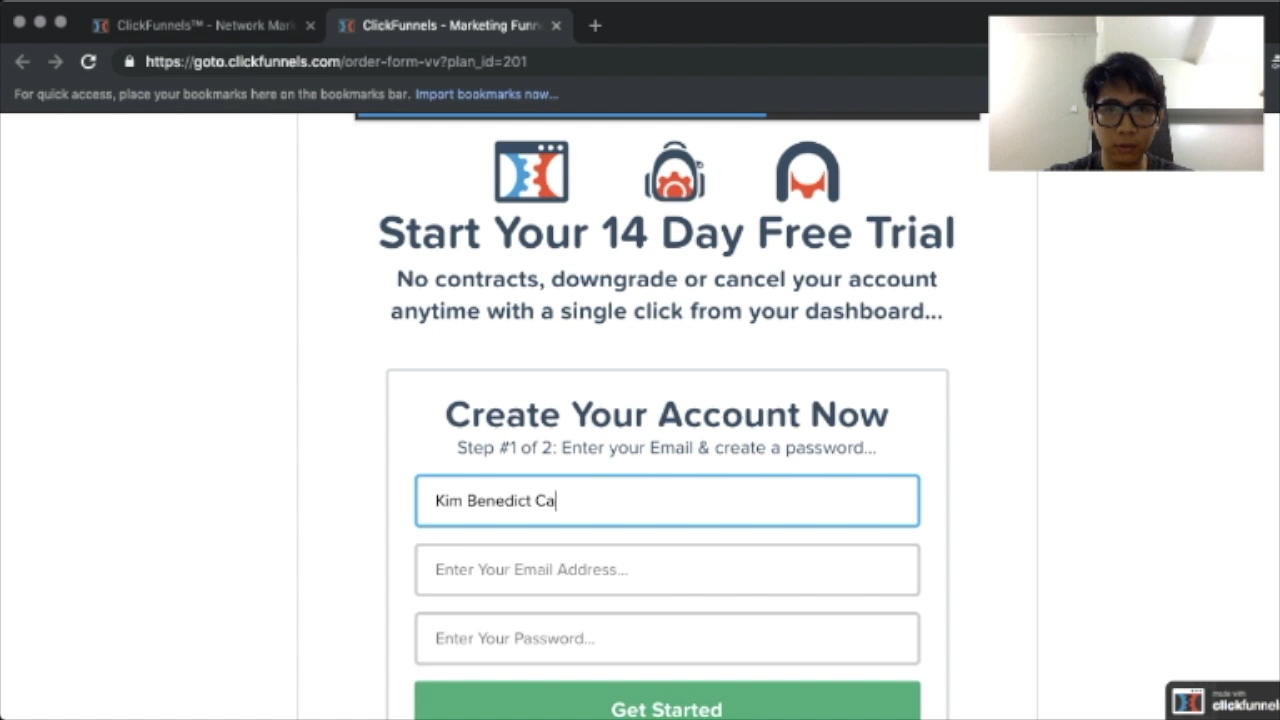 ClickFunnels™ - Network Mark
ClickFunnels - Marketing Funn
https://goto.clickfunnels.com/order-form-vv?plan_id=201
For quick access, place your bookmarks here on the bookmarks bar. Import bookmarks now...
Start Your 14 Day Free Trial
No contracts, downgrade or cancel your account
anytime with a single click from your dashboard...
Create Your Account Now
Step #1 of 2: Enter your Email & create a password...
Kim Benedict Ca
Enter Your Email Address...
Enter Your Password...
Get Started
made with
clickfunnels